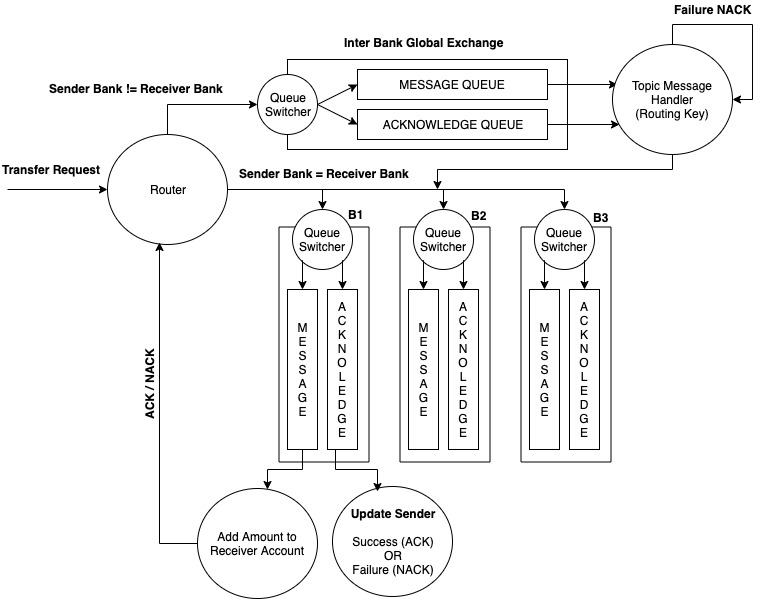 Failure NACK
Inter Bank Global Exchange
Sender Bank != Receiver Bank
Queue
Switcher
MESSAGE QUEUE
ACKNOWLEDGE QUEUE
Topic Message
Handler
(Routing Key)
Transfer Request
Router
Sender Bank = Receiver Bank
B1
Queue
Switcher
B2
Queue
Switcher
B3
Queue
Switcher
MESSAGE
ACKNOLEDGE
MESSAGE
ACKNOLEDGE
MESSAGE
ACKNOLEDGE
ACK / NACK
Add Amount to
Receiver Account
Update Sender
Success (ACK)
OR
Failure (NACK)